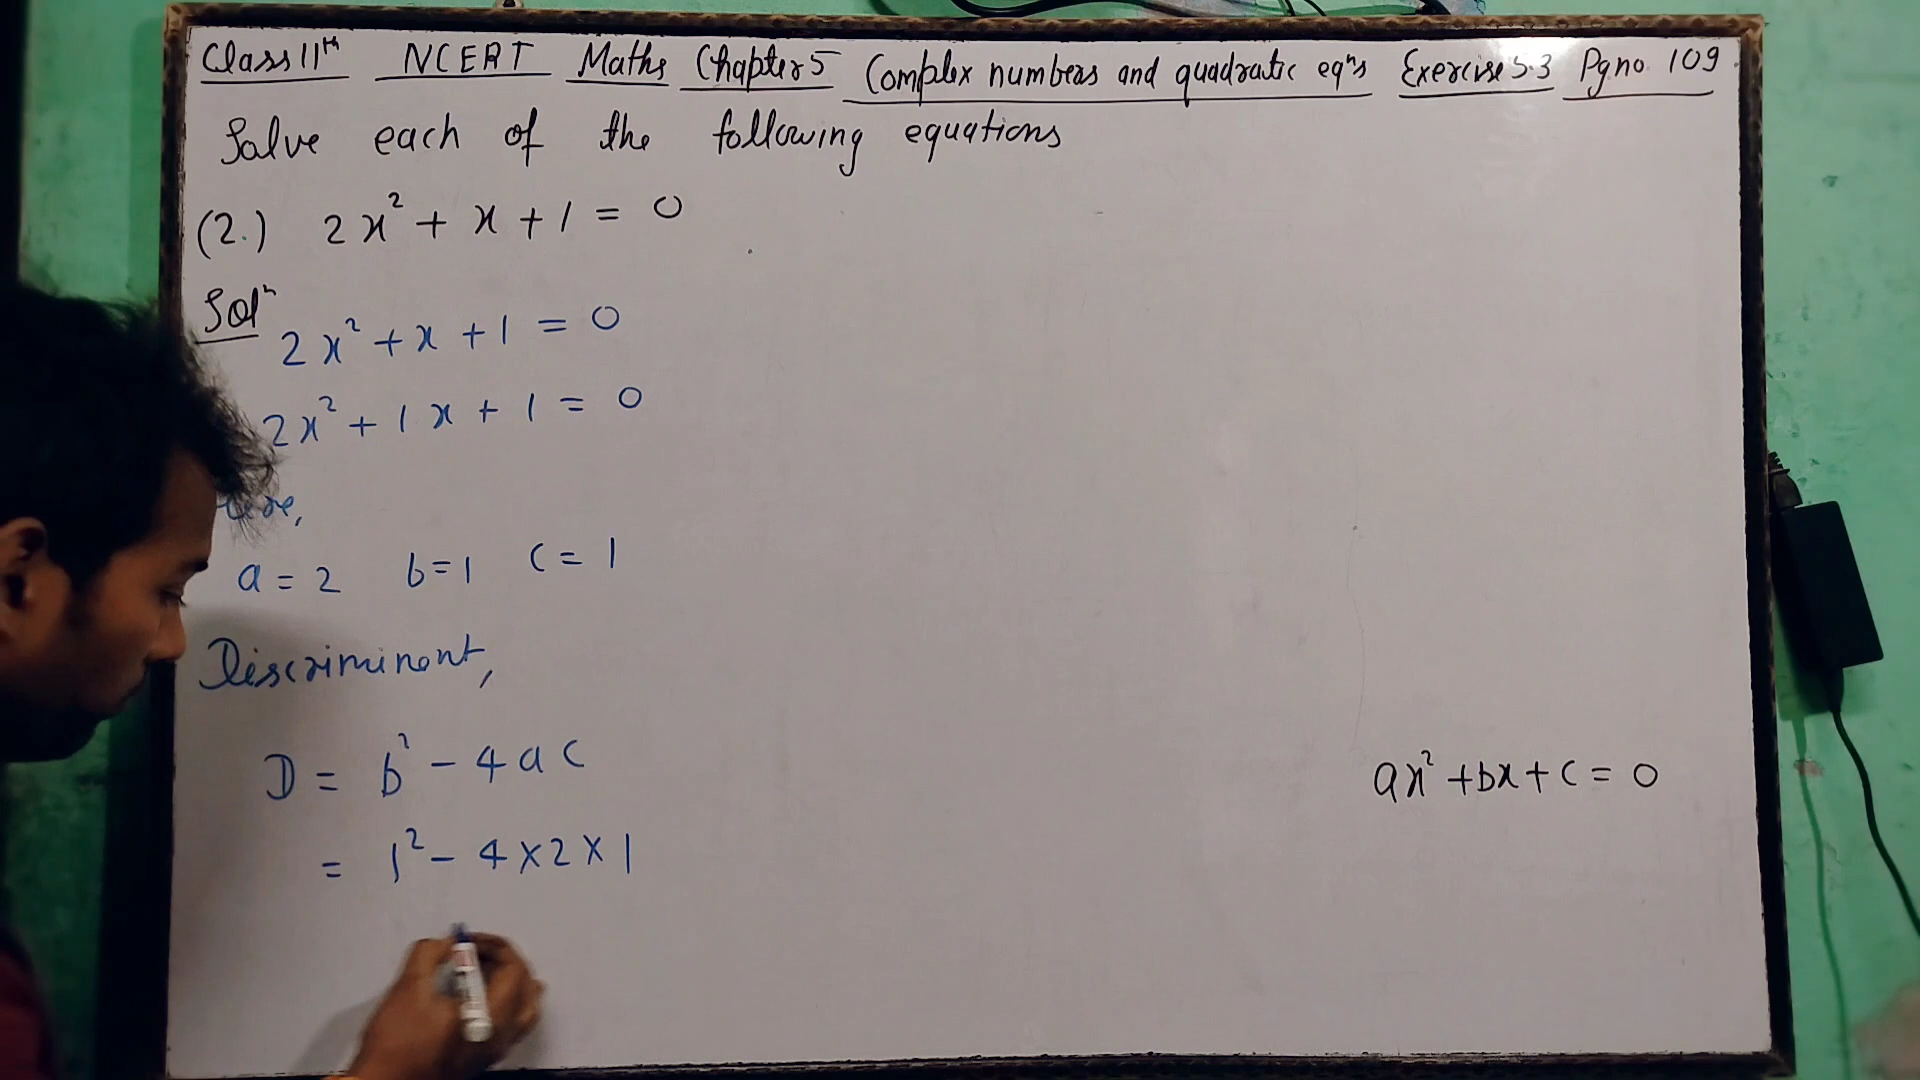 Class 11th NCERT Maths Chapter 5 Complex numbers and quadratic eqns Exercise 5.3 Pg no 109
Solve each of the following equations
(2.) 2x² + x + 1 = 0
Solⁿ
2x² + x + 1 = 0
2x² + 1x + 1 = 0
a = 2 b = 1 c = 1
Discriminent,
D = b² - 4ac
= 1² - 4 × 2 × 1
ax² + bx + c = 0